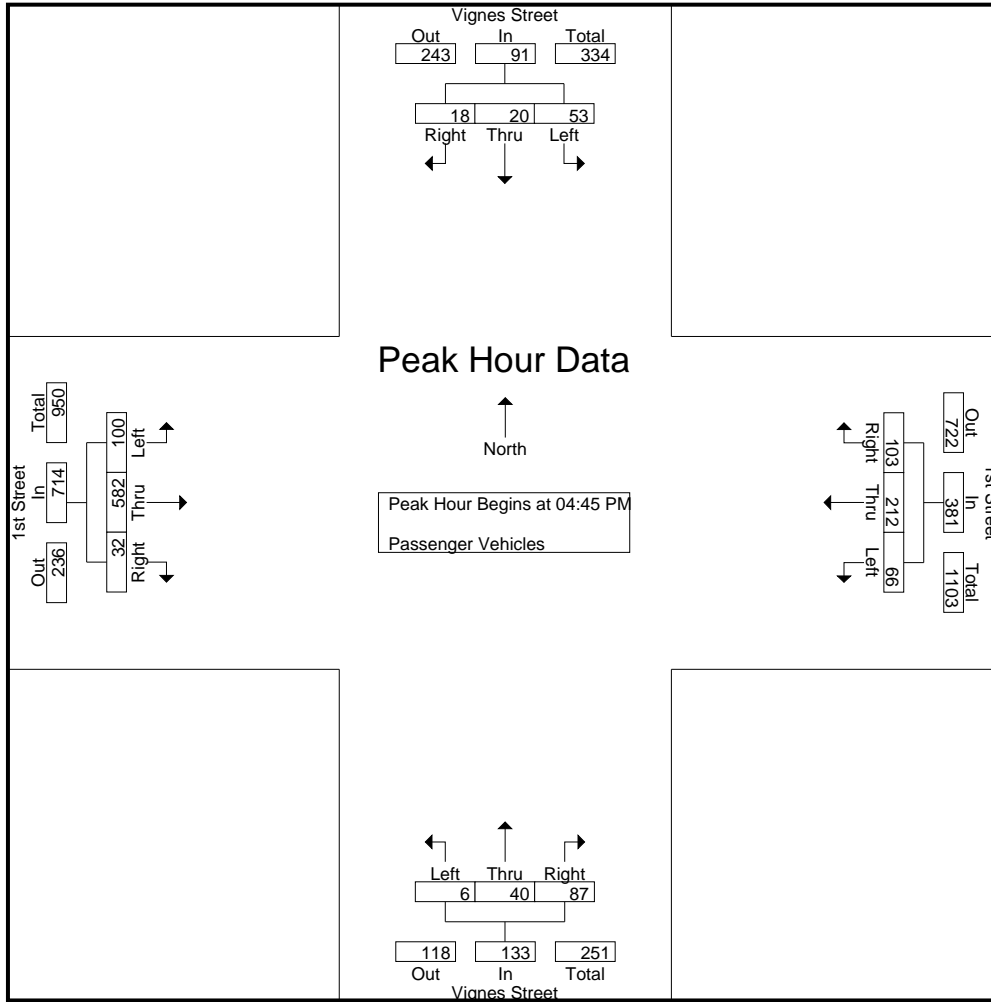 Vignes Street
Out In Total
243 91 334
18 20 53
Right Thru Left
Peak Hour Data
North
Peak Hour Begins at 04:45 PM
Passenger Vehicles
1st Street
Total In Out
950 714 236
100 582 32
Left Thru Right
1st Street
Out In Total
722 381 1103
103 212 66
Right Thru Left
Left Thru Right
6 40 87
118 133 251
Out In Total
Vignes Street